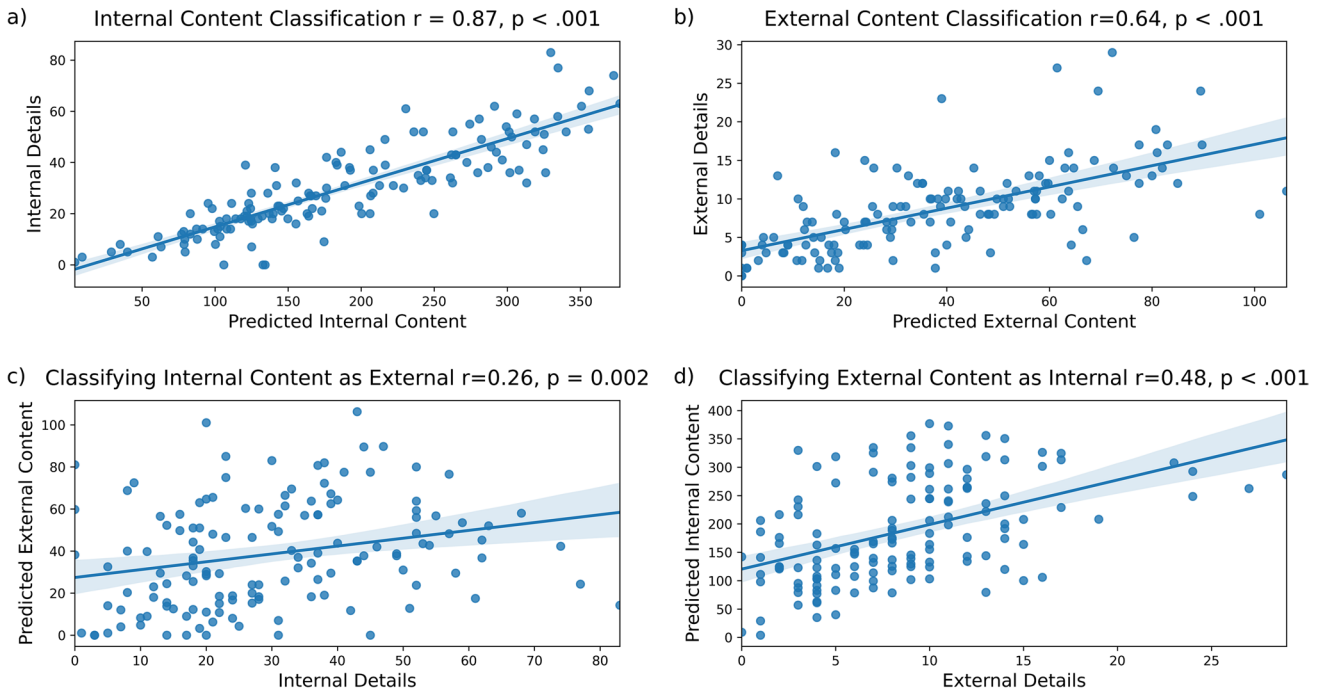 a) Internal Content Classification r = 0.87, p < .001
80
60
40
20
0
Internal Details
50 100 150 200 250 300 350
Predicted Internal Content
b) External Content Classification r=0.64, p < .001
30
25
20
15
10
5
0
External Details
0 20 40 60 80 100
Predicted External Content
c) Classifying Internal Content as External r=0.26, p = 0.002
100
80
60
40
20
0
Predicted External Content
0 10 20 30 40 50 60 70 80
Internal Details
d) Classifying External Content as Internal r=0.48, p < .001
400
350
300
250
200
150
100
50
0
Predicted Internal Content
0 5 10 15 20 25
External Details